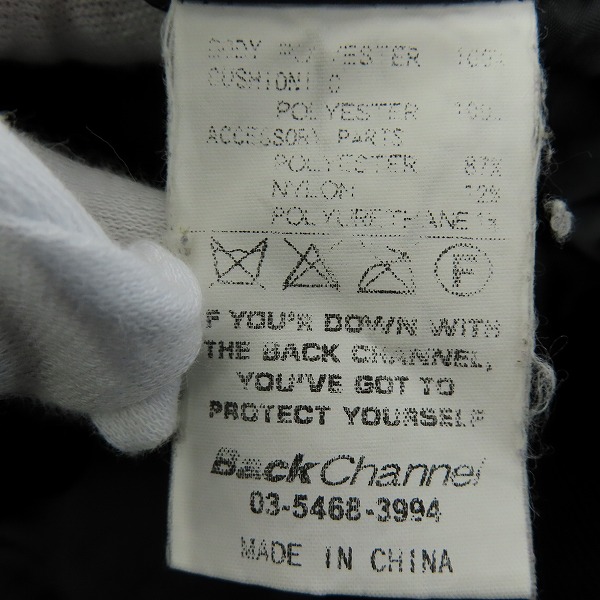 BODY POLYESTER 100%
CUSHIONING
POLYESTER 100%
ACCESSORY PARTS
POLYESTER 87%
NYLON 12%
POLYURETHANE 1%
F
IF YOU'R DOWN WITH
THE BACK CHANNEL,
YOU'VE GOT TO
PROTECT YOURSELF
BackChannel
03-5468-3994
MADE IN CHINA